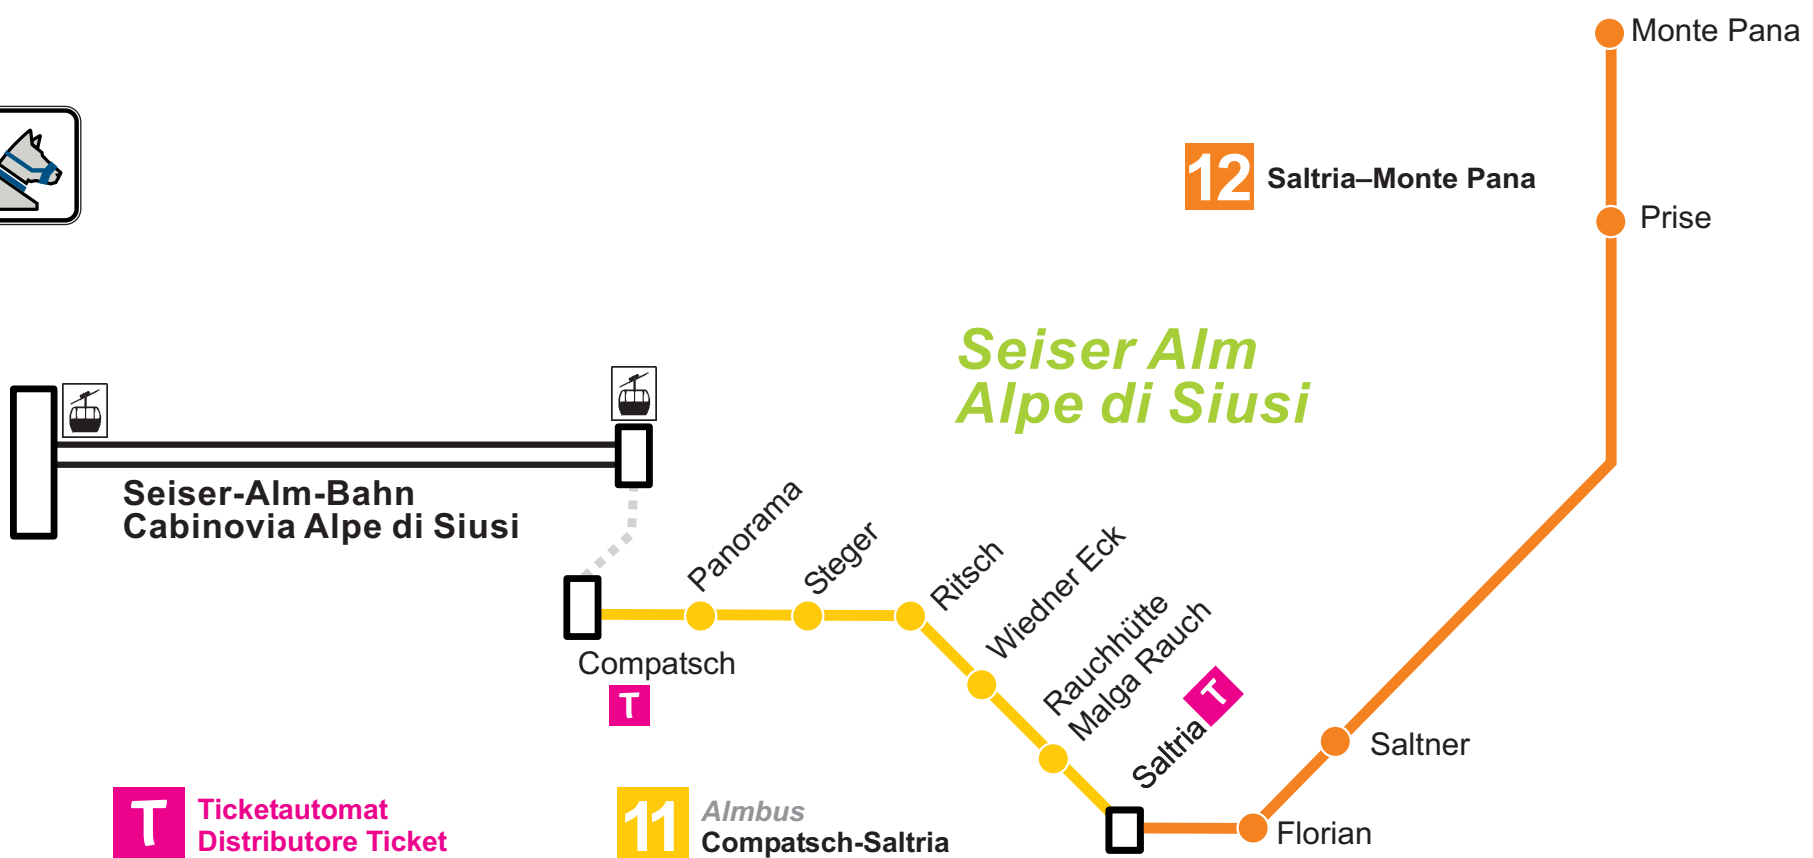 Monte Pana
12 Saltria–Monte Pana
Prise
Seiser Alm
Alpe di Siusi
Seiser-Alm-Bahn
Cabinovia Alpe di Siusi
Panorama
Steger
Ritsch
Wiedner Eck
Rauchhütte
Malga Rauch
Saltria T
Compatsch
T
Saltner
Florian
T Ticketautomat
Distributore Ticket
11 Almbus
Compatsch-Saltria